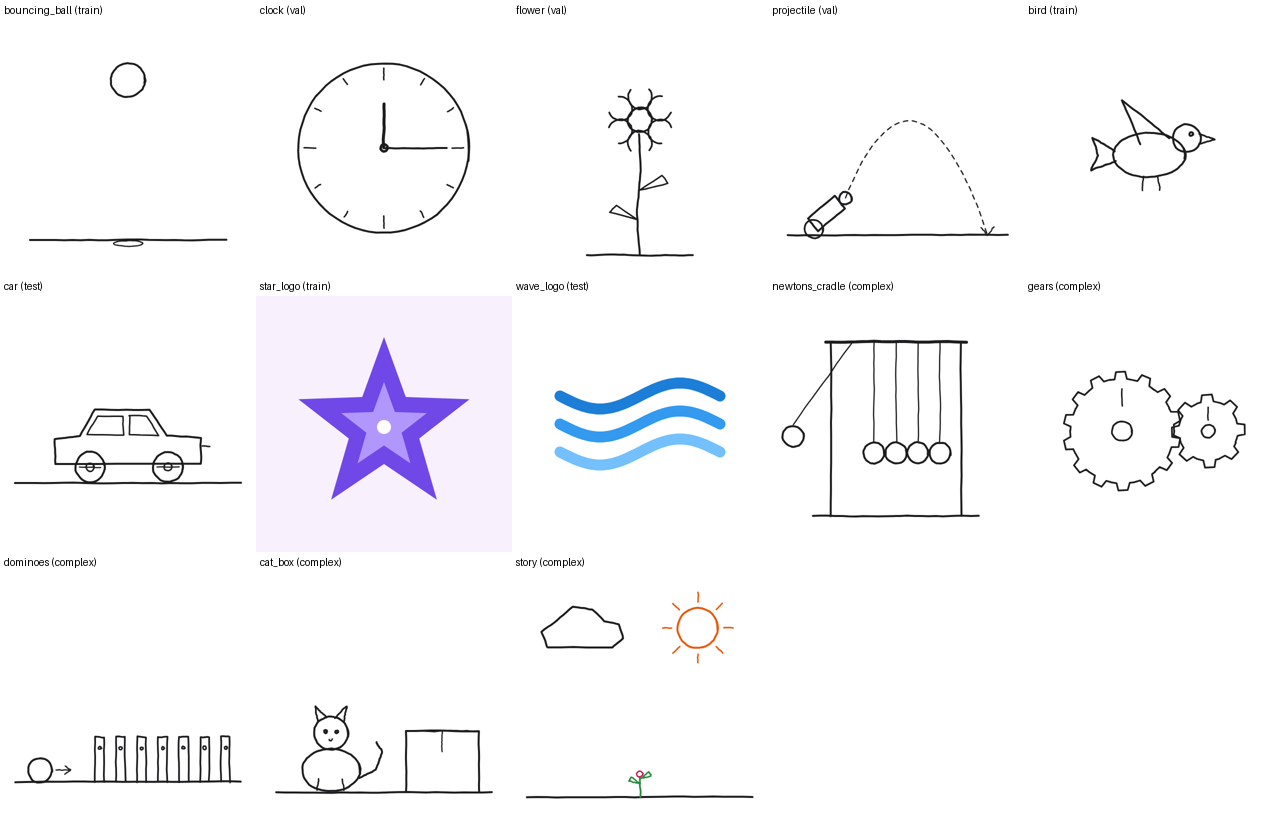 bouncing_ball (train)
clock (val)
flower (val)
projectile (val)
bird (train)
car (test)
star_logo (train)
wave_logo (test)
newtons_cradle (complex)
gears (complex)
dominoes (complex)
cat_box (complex)
story (complex)